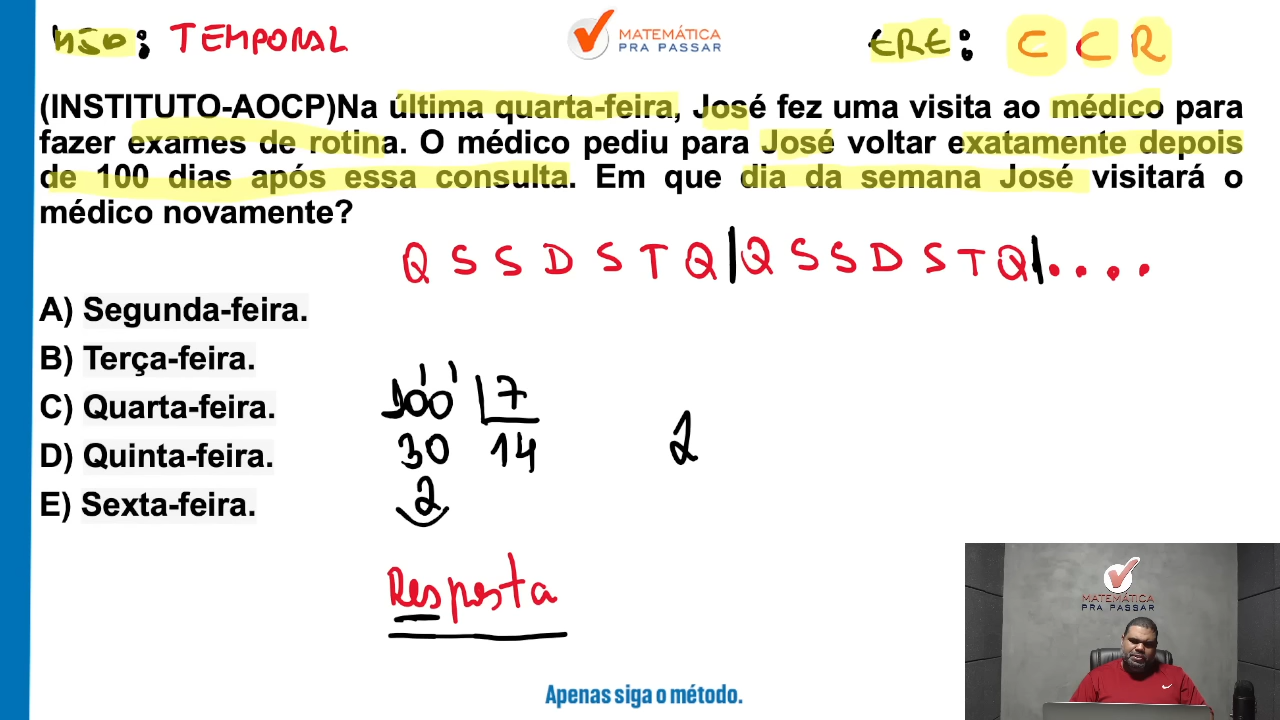 MSO: TEMPORAL
MATEMÁTICA
PRA PASSAR
CRE: C C R
(INSTITUTO-AOCP)Na última quarta-feira, José fez uma visita ao médico para
fazer exames de rotina. O médico pediu para José voltar exatamente depois
de 100 dias após essa consulta. Em que dia da semana José visitará o
médico novamente?
Q S S D S T Q | Q S S D S T Q | . . . .
A) Segunda-feira.
B) Terça-feira.
C) Quarta-feira.
D) Quinta-feira.
E) Sexta-feira.
100 7
30 14 2
2
Resposta
MATEMÁTICA
PRA PASSAR
Apenas siga o método.